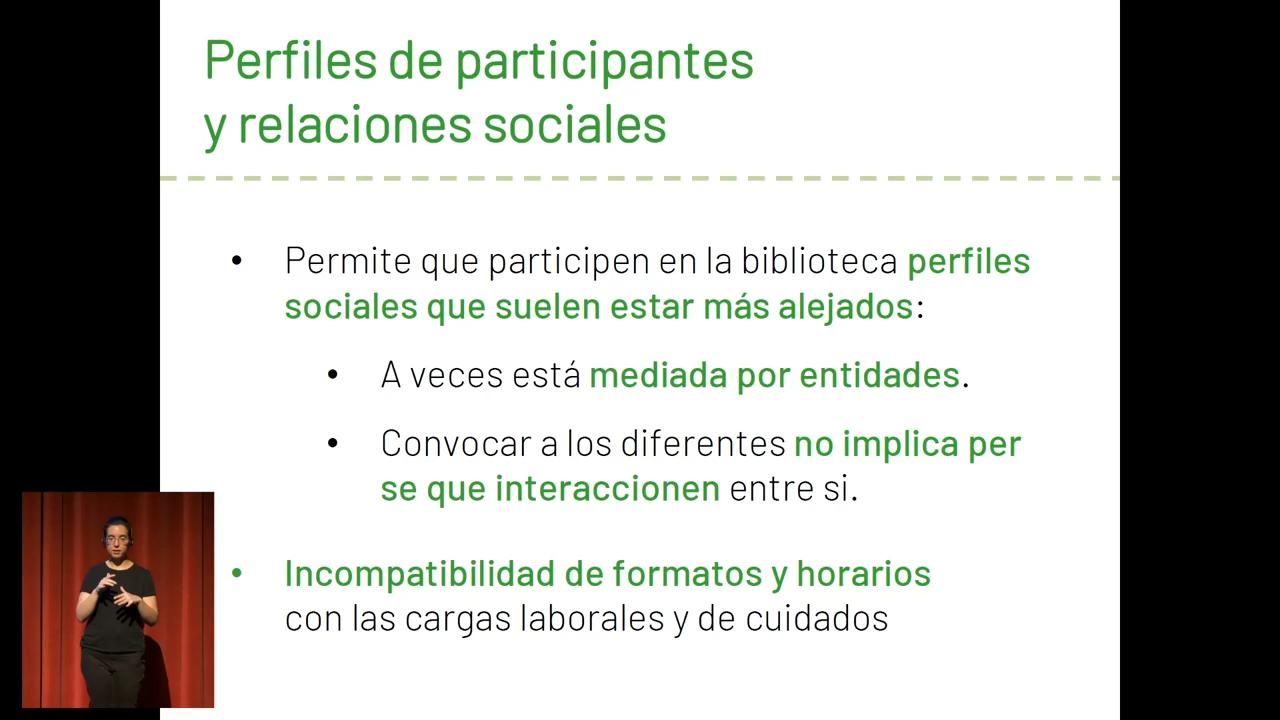 Perfiles de participantes
y relaciones sociales
• Permite que participen en la biblioteca perfiles
sociales que suelen estar más alejados:
• A veces está mediada por entidades.
• Convocar a los diferentes no implica per
se que interaccionen entre si.
• Incompatibilidad de formatos y horarios
con las cargas laborales y de cuidados